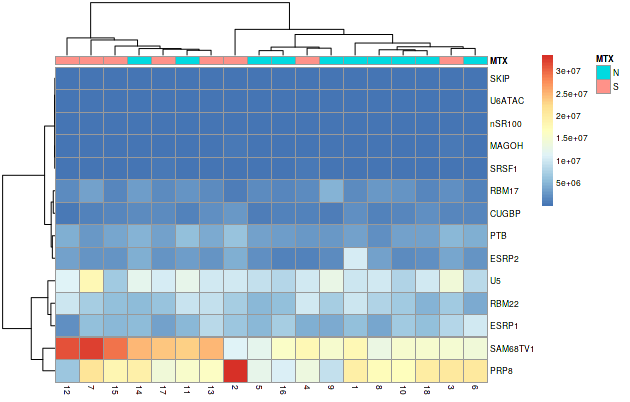 MTX
SKIP
U6ATAC
nSR100
MAGOH
SRSF1
RBM17
CUGBP
PTB
ESRP2
U5
RBM22
ESRP1
SAM68TV1
PRP8
12 7 15 14 17 11 13 2 5 16 4 9 1 8 10 18 3 6
3e+07
2.5e+07
2e+07
1.5e+07
1e+07
5e+06
MTX
N
S